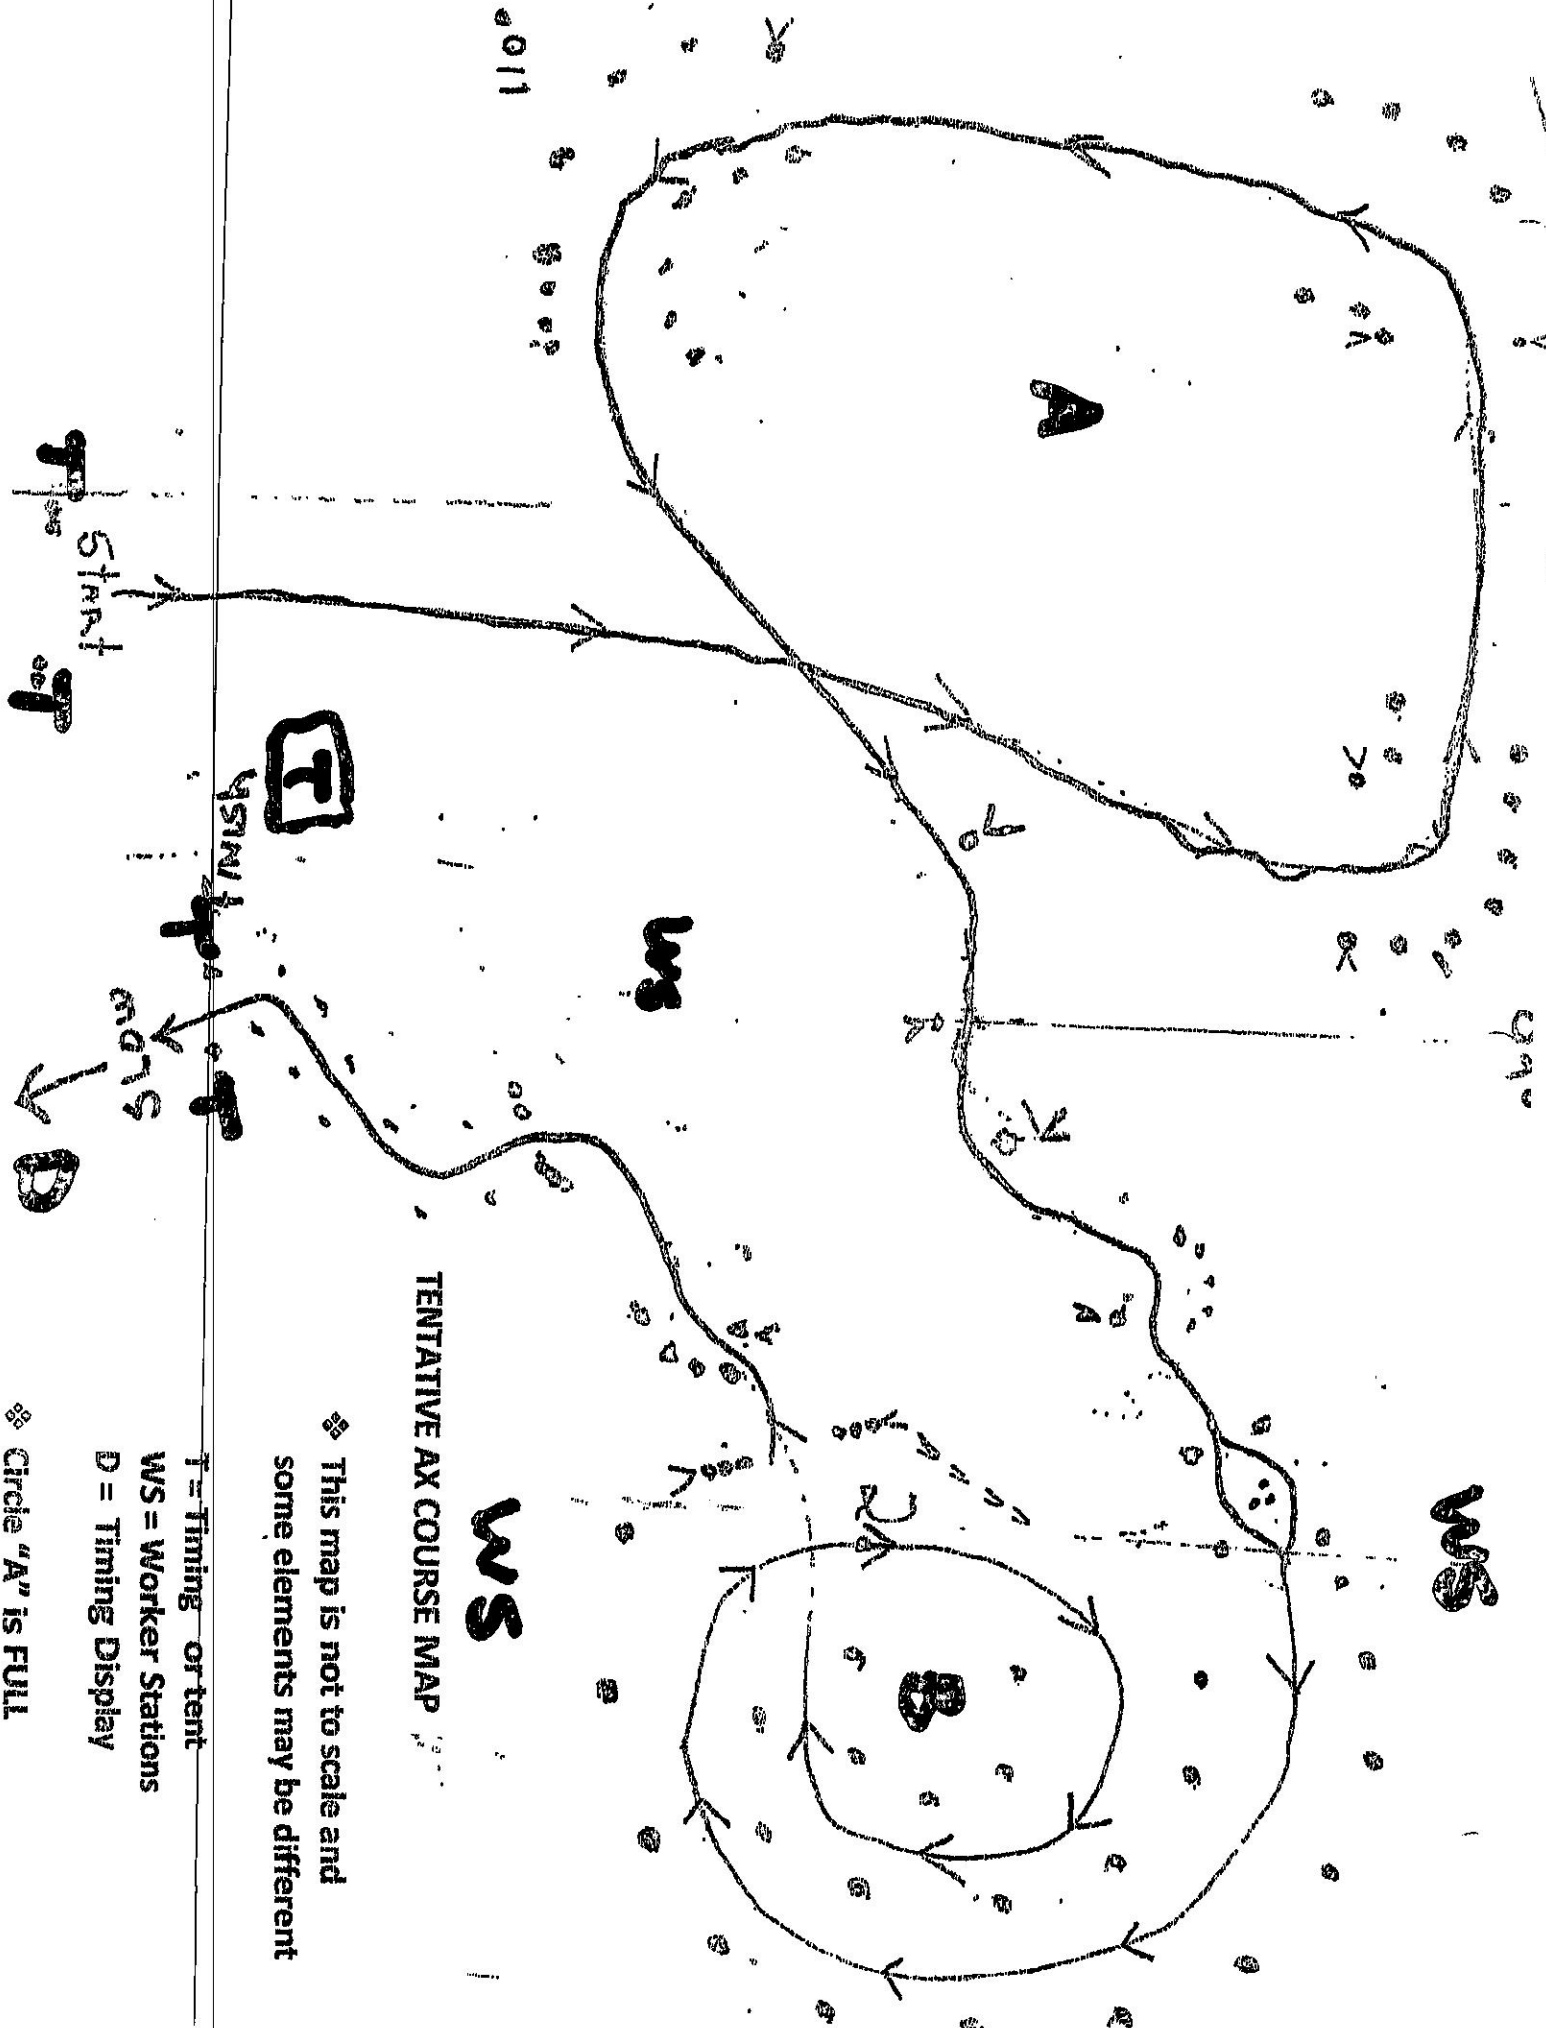 A
Start
T
T
T
Finish
T
T
Slow
D
WS
WS
WS
B
TENTATIVE AX COURSE MAP
❖ This map is not to scale and
some elements may be different
T = Timing or tent
WS = Worker Stations
D = Timing Display
❖ Circle "A" is FULL